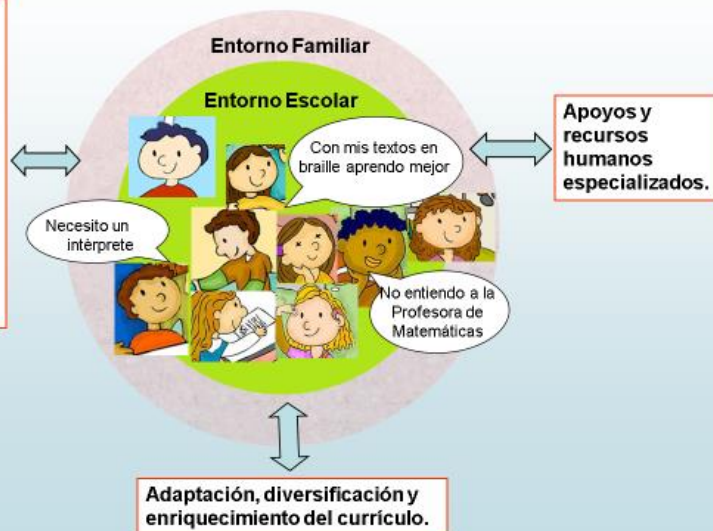 Entorno Familiar
Entorno Escolar
Con mis textos en
braille aprendo mejor
Apoyos y
recursos
humanos
especializados.
Necesito un
intèrprete
No entiendo a la
Profesora de
Matemáticas
Adaptación, diversificación y
enriquecimiento del currículo.